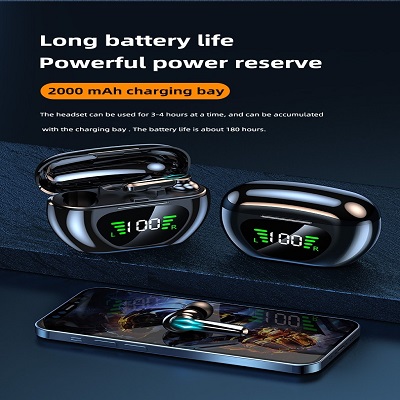 Long battery life
Powerful power reserve
2000 mAh charging bay
The headset can be used for 3-4 hours at a time, and can be accumulated
with the charging bay . The battery life is about 180 hours.
L 100 R
L 100 R
100